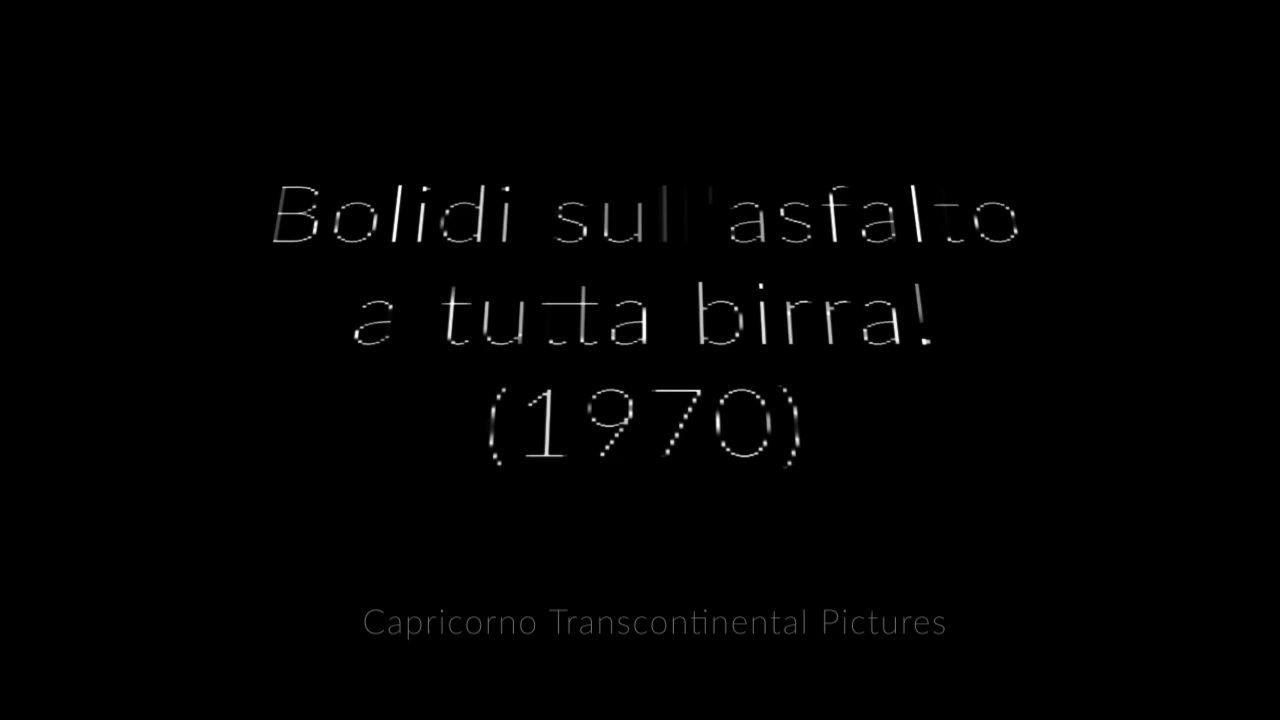 Bolidi sull'asfalto
a tutta birra!
(1970)
Capricorno Transcontinental Pictures